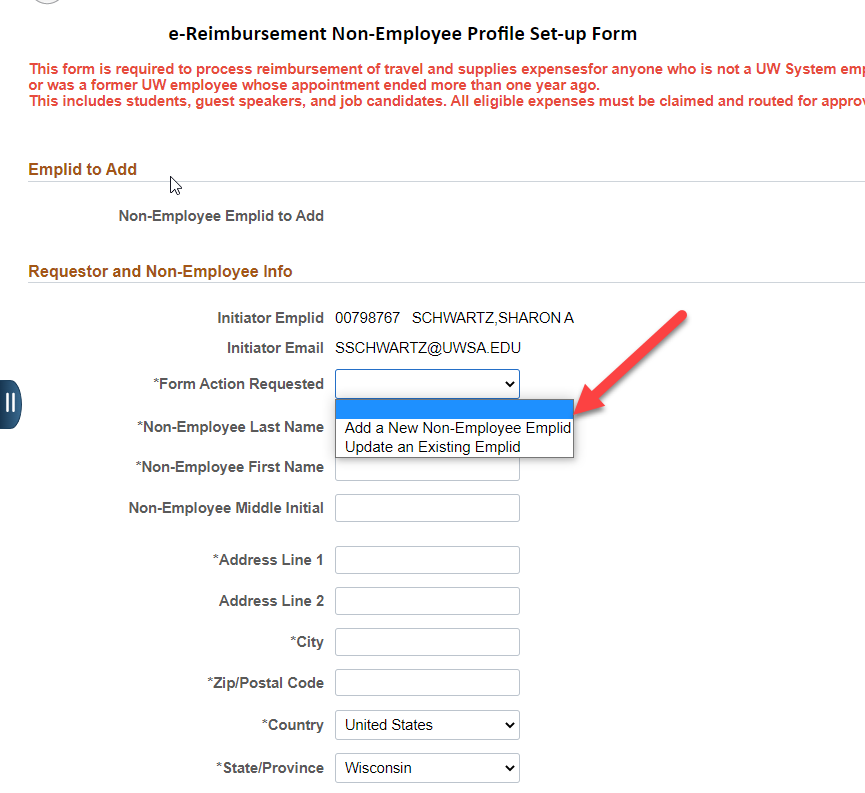 e-Reimbursement Non-Employee Profile Set-up Form
This form is required to process reimbursement of travel and supplies expensesfor anyone who is not a UW System
or was a former UW employee whose appointment ended more than one year ago.
This includes students, guest speakers, and job candidates. All eligible expenses must be claimed and routed for
Emplid to Add
Non-Employee Emplid to Add
Requestor and Non-Employee Info
Initiator Emplid 00798767 SCHWARTZ,SHARON A
Initiator Email SSCHWARTZ@UWSA.EDU
*Form Action Requested
Add a New Non-Employee Emplid
*Non-Employee Last Name
Update an Existing Emplid
*Non-Employee First Name
Non-Employee Middle Initial
*Address Line 1
Address Line 2
*City
*Zip/Postal Code
*Country United States
*State/Province Wisconsin